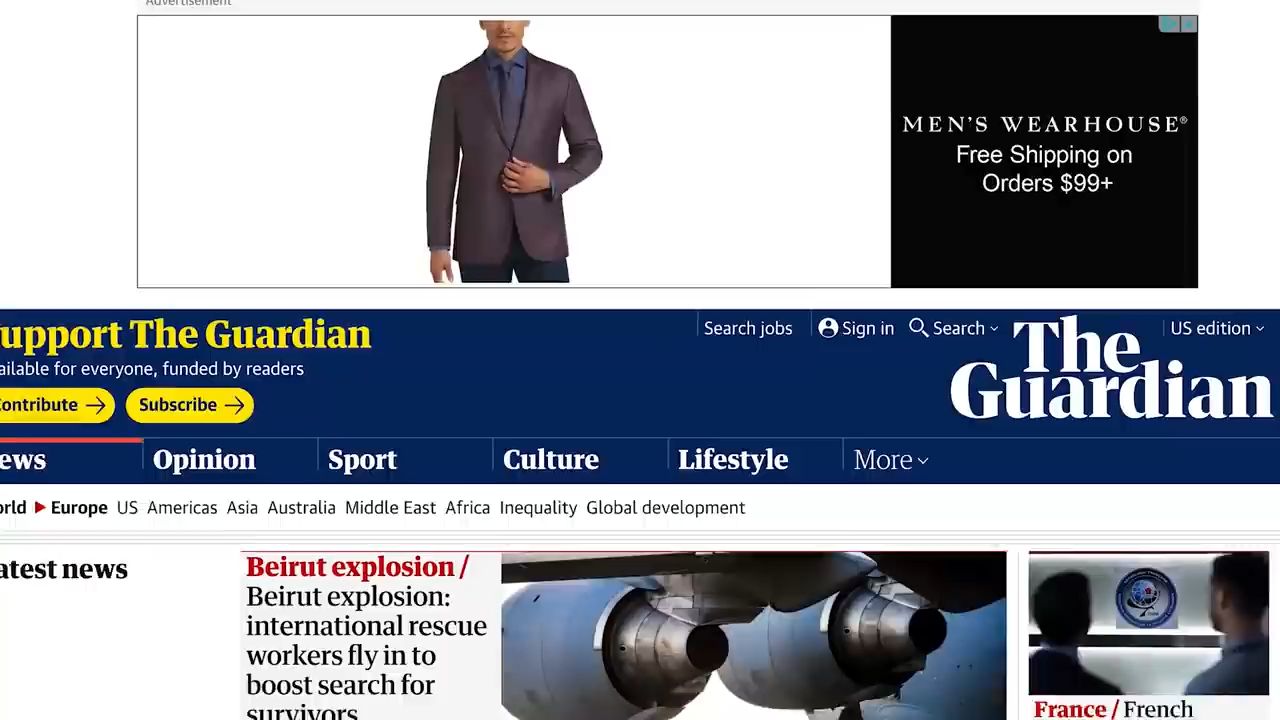 Advertisement
MEN'S WEARHOUSE®
Free Shipping on
Orders $99+
upport The Guardian
ailable for everyone, funded by readers
ontribute
Subscribe
Search jobs
Sign in
Search
US edition
The
Guardian
ews
Opinion
Sport
Culture
Lifestyle
More
orld
Europe
US
Americas
Asia
Australia
Middle East
Africa
Inequality
Global development
atest news
Beirut explosion /
Beirut explosion:
international rescue
workers fly in to
boost search for
survivors
France / French